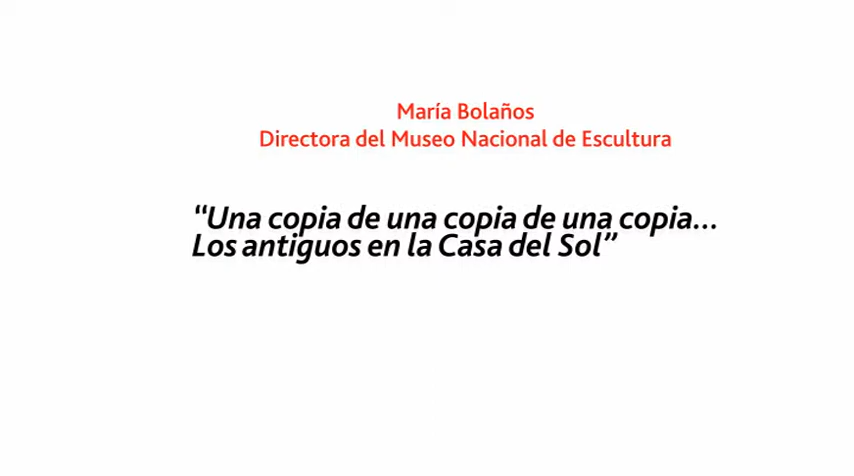 María Bolaños
Directora del Museo Nacional de Escultura
“Una copia de una copia de una copia...
Los antiguos en la Casa del Sol”